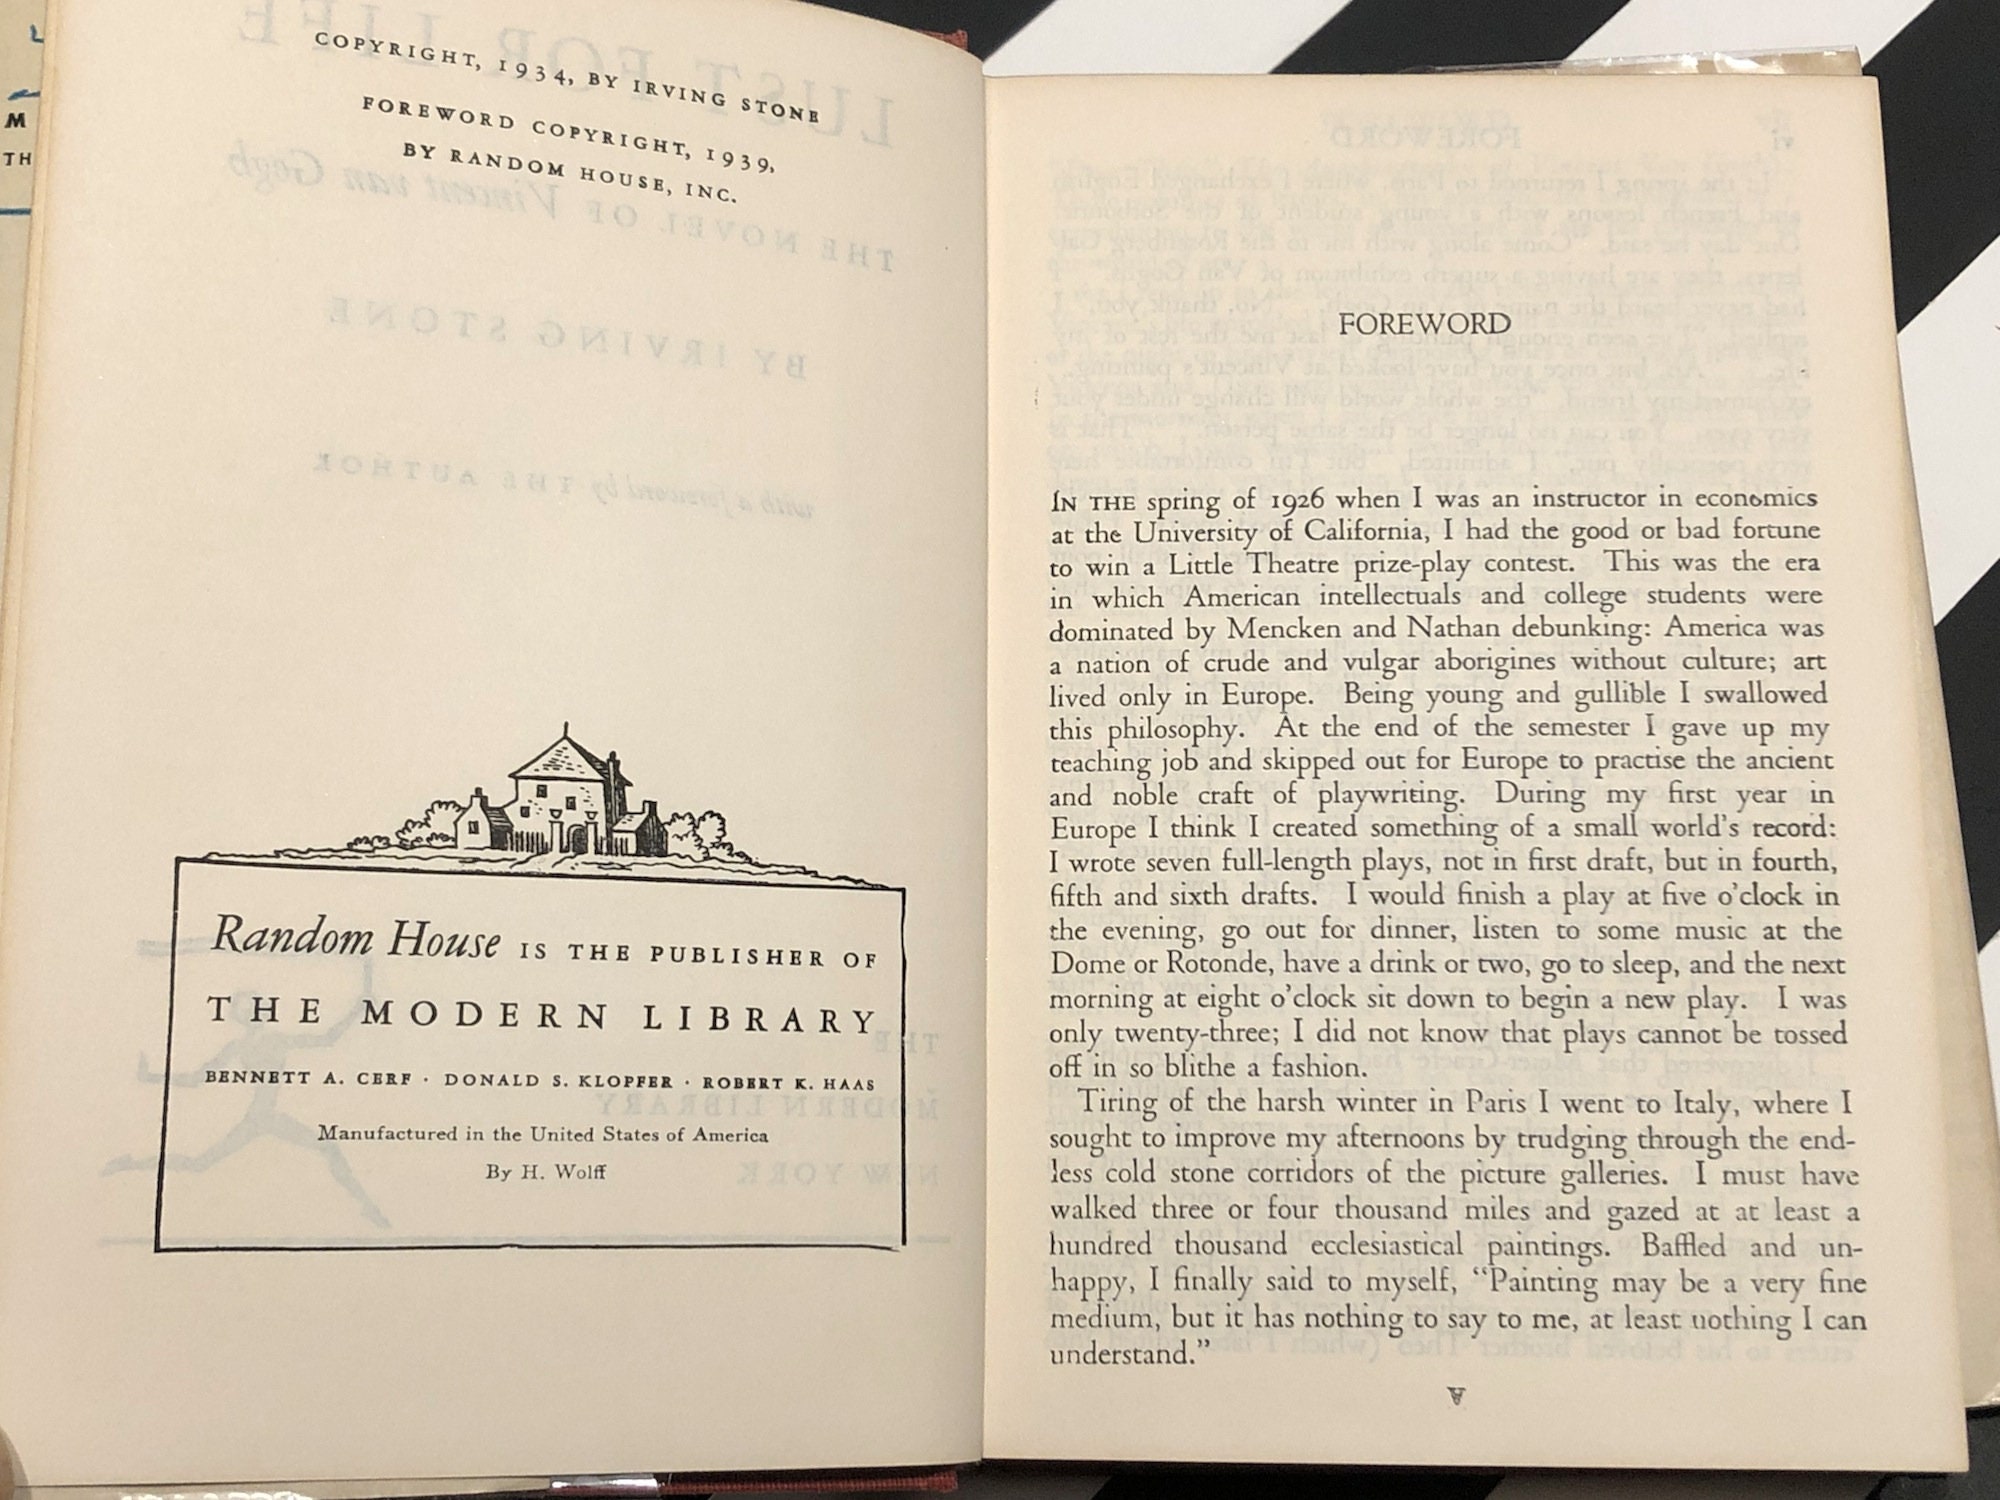 M
TH
COPYRIGHT, 1934, BY IRVING STONE
FOREWORD COPYRIGHT, 1939,
BY RANDOM HOUSE, INC.
Random House IS THE PUBLISHER OF
THE MODERN LIBRARY
BENNETT A. CERF · DONALD S. KLOPFER · ROBERT K. HAAS
Manufactured in the United States of America
By H. Wolff
FOREWORD
IN THE spring of 1926 when I was an instructor in economics
at the University of California, I had the good or bad fortune
to win a Little Theatre prize-play contest. This was the era
in which American intellectuals and college students were
dominated by Mencken and Nathan debunking: America was
a nation of crude and vulgar aborigines without culture; art
lived only in Europe. Being young and gullible I swallowed
this philosophy. At the end of the semester I gave up my
teaching job and skipped out for Europe to practise the ancient
and noble craft of playwriting. During my first year in
Europe I think I created something of a small world's record:
I wrote seven full-length plays, not in first draft, but in fourth,
fifth and sixth drafts. I would finish a play at five o'clock in
the evening, go out for dinner, listen to some music at the
Dome or Rotonde, have a drink or two, go to sleep, and the next
morning at eight o'clock sit down to begin a new play. I was
only twenty-three; I did not know that plays cannot be tossed
off in so blithe a fashion.
Tiring of the harsh winter in Paris I went to Italy, where I
sought to improve my afternoons by trudging through the end-
less cold stone corridors of the picture galleries. I must have
walked three or four thousand miles and gazed at at least a
hundred thousand ecclesiastical paintings. Baffled and un-
happy, I finally said to myself, “Painting may be a very fine
medium, but it has nothing to say to me, at least nothing I can
understand.”
v